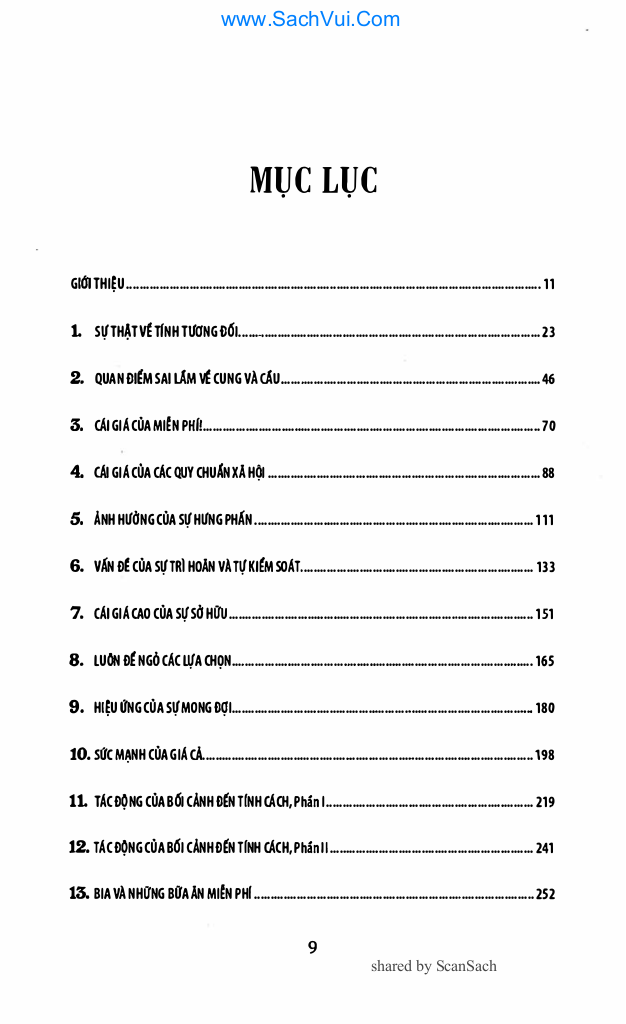 www.SachVui.Com
MỤC LỤC
GIỚI THIỆU........................................ 11
1. SỰ THẬT VỀ TÍNH TƯƠNG ĐỐI........................................ 23
2. QUAN ĐIỂM SAI LẦM VỀ CUNG VÀ CẦU........................................ 46
3. CÁI GIÁ CỦA MIỄN PHÍ!........................................ 70
4. CÁI GIÁ CỦA CÁC QUY CHUẨN XÃ HỘI ........................................ 88
5. ẢNH HƯỞNG CỦA SỰ HƯNG PHẤN ........................................ 111
6. VẤN ĐỀ CỦA SỰ TRÌ HOÃN VÀ TỰ KIỂM SOÁT........................................ 133
7. CÁI GIÁ CAO CỦA SỰ SỞ HỮU ........................................ 151
8. LUÔN ĐỂ NGỎ CÁC LỰA CHỌN........................................ 165
9. HIỆU ỨNG CỦA SỰ MONG ĐỢI........................................ 180
10. SỨC MẠNH CỦA GIÁ CẢ........................................ 198
11. TÁC ĐỘNG CỦA BỐI CẢNH ĐẾN TÍNH CÁCH, Phần I ........................................ 219
12. TÁC ĐỘNG CỦA BỐI CẢNH ĐẾN TÍNH CÁCH, Phần II ........................................ 241
13. BIA VÀ NHỮNG BỮA ĂN MIỄN PHÍ ........................................ 252
9
shared by ScanSach